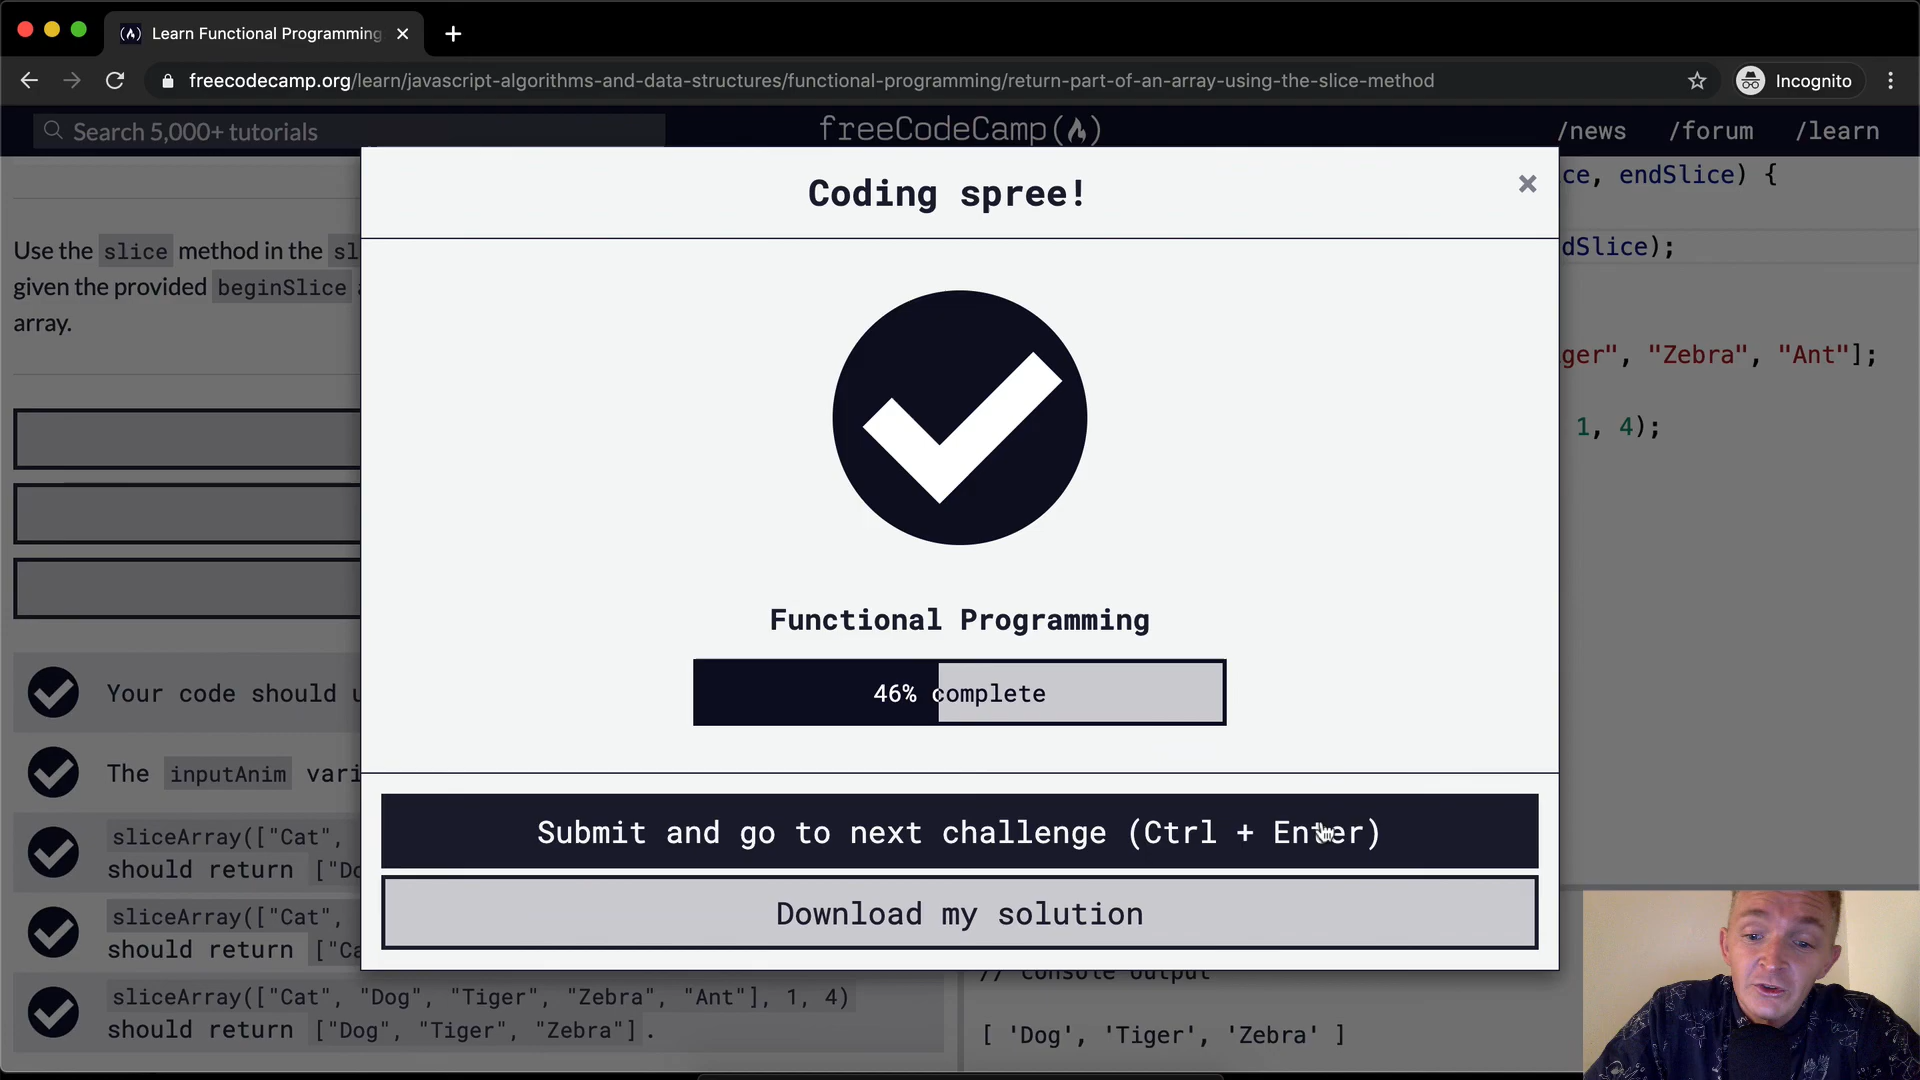 Learn Functional Programming
freecodecamp.org/learn/javascript-algorithms-and-data-structures/functional-programming/return-part-of-an-array-using-the-slice-method
Incognito
Search 5,000+ tutorials
freeCodeCamp
/news /forum /learn
Coding spree!
Use the slice method in the sl
given the provided beginSlice
array.
ce, endSlice) {
dSlice);
ger", "Zebra", "Ant"];
1, 4);
Functional Programming
46% complete
Submit and go to next challenge (Ctrl + Enter)
Download my solution
Your code should u
The inputAnim vari
sliceArray(["Cat",
should return ["Do
sliceArray(["Cat",
should return ["Ca
sliceArray(["Cat", "Dog", "Tiger", "Zebra", "Ant"], 1, 4)
should return ["Dog", "Tiger", "Zebra"].
// console output
[ 'Dog', 'Tiger', 'Zebra' ]